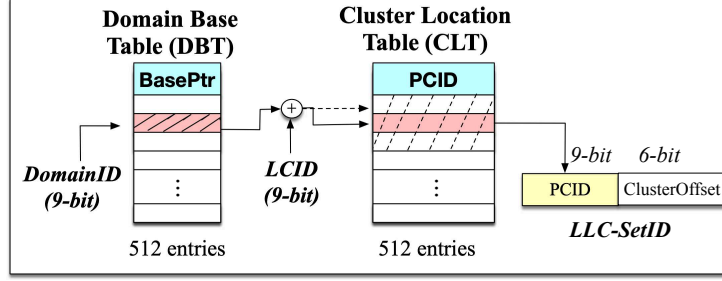 Domain Base
Table (DBT)
Cluster Location
Table (CLT)
BasePtr
PCID
+
DomainID
(9-bit)
LCID
(9-bit)
⋮
⋮
9-bit
6-bit
PCID
ClusterOffset
LLC-SetID
512 entries
512 entries